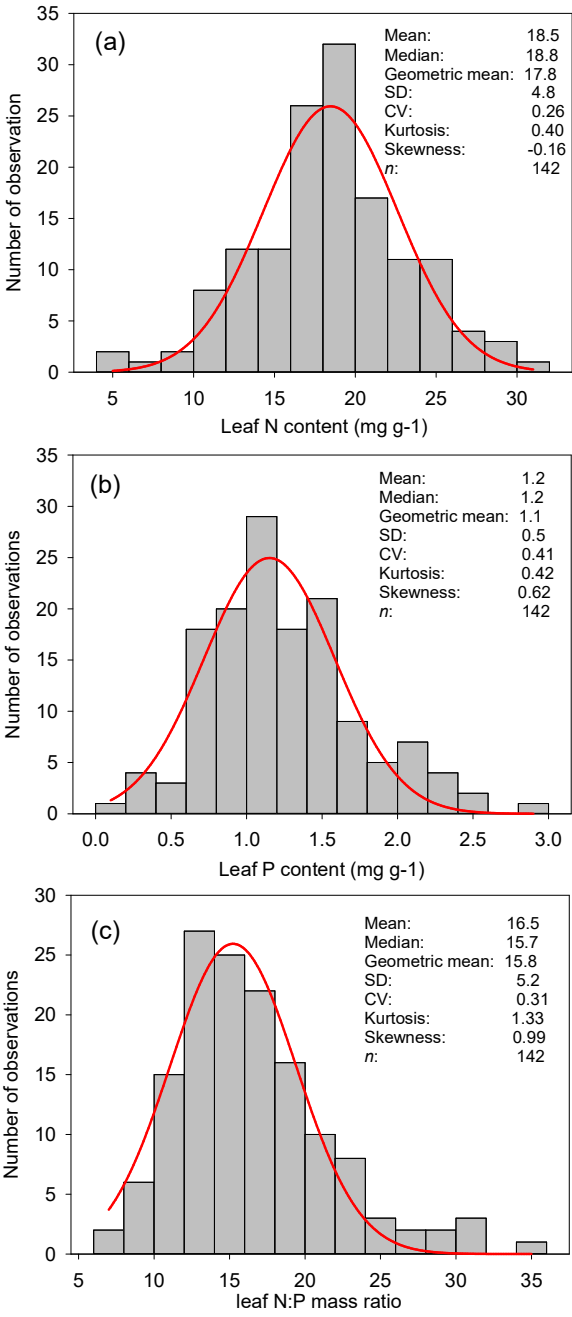 (a)
Mean: 18.5
Median: 18.8
Geometric mean: 17.8
SD: 4.8
CV: 0.26
Kurtosis: 0.40
Skewness: -0.16
n: 142
Number of observation
35
30
25
20
15
10
5
0
5 10 15 20 25 30
Leaf N content (mg g-1)
(b)
Mean: 1.2
Median: 1.2
Geometric mean: 1.1
SD: 0.5
CV: 0.41
Kurtosis: 0.42
Skewness: 0.62
n: 142
Number of observations
35
30
25
20
15
10
5
0
0.0 0.5 1.0 1.5 2.0 2.5 3.0
Leaf P content (mg g-1)
(c)
Mean: 16.5
Median: 15.7
Geometric mean: 15.8
SD: 5.2
CV: 0.31
Kurtosis: 1.33
Skewness: 0.99
n: 142
Number of observations
30
25
20
15
10
5
0
5 10 15 20 25 30 35
leaf N:P mass ratio